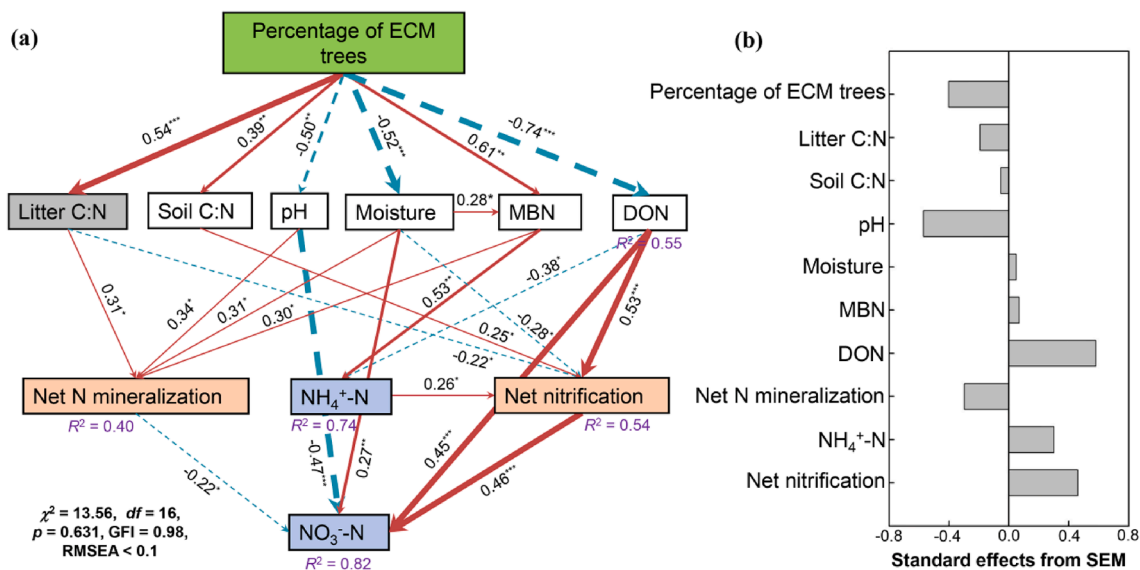 (a)
Percentage of ECM
trees
0.54***
0.39**
-0.50**
-0.52***
0.61**
-0.74***
Litter C:N
Soil C:N
pH
Moisture
0.28*
MBN
DON
R² = 0.55
0.31*
0.34*
0.31*
0.30*
0.53**
-0.38*
-0.28*
0.25*
-0.22*
0.53***
Net N mineralization
R² = 0.40
NH₄⁺-N
R² = 0.74
0.26*
Net nitrification
R² = 0.54
-0.22*
-0.47***
0.27**
0.45***
0.46***
χ² = 13.56, df = 16,
p = 0.631, GFI = 0.98,
RMSEA < 0.1
NO₃⁻-N
R² = 0.82
(b)
Percentage of ECM trees
Litter C:N
Soil C:N
pH
Moisture
MBN
DON
Net N mineralization
NH₄⁺-N
Net nitrification
-0.8 -0.4 0.0 0.4 0.8
Standard effects from SEM